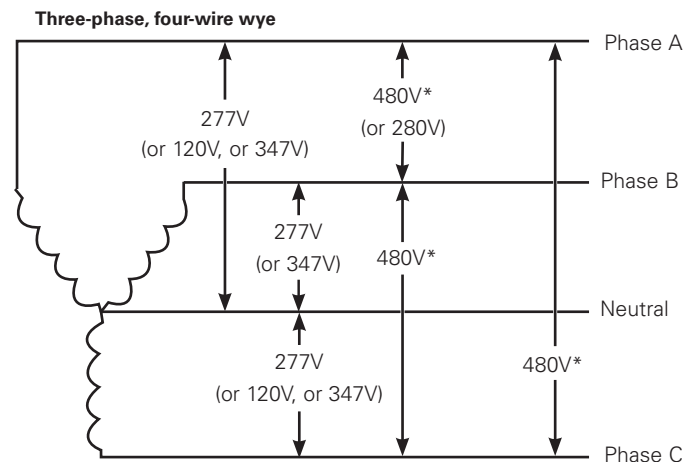 Three-phase, four-wire wye
Phase A
480V*
(or 280V)
277V
(or 120V, or 347V)
Phase B
277V
(or 347V)
480V*
Neutral
277V
(or 120V, or 347V)
480V*
Phase C